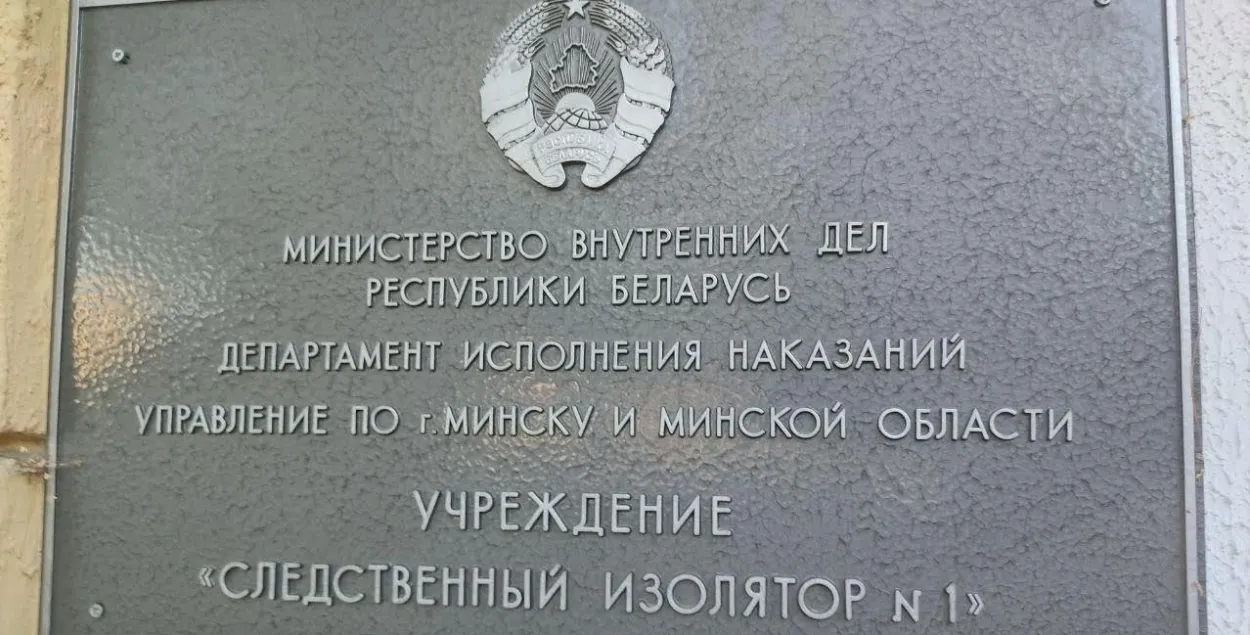 МИНИСТЕРСТВО ВНУТРЕННИХ ДЕЛ
РЕСПУБЛИКИ БЕЛАРУСЬ
ДЕПАРТАМЕНТ ИСПОЛНЕНИЯ НАКАЗАНИЙ
УПРАВЛЕНИЕ ПО г. МИНСКУ И МИНСКОЙ ОБЛАСТИ
УЧРЕЖДЕНИЕ
«СЛЕДСТВЕННЫЙ ИЗОЛЯТОР N 1»